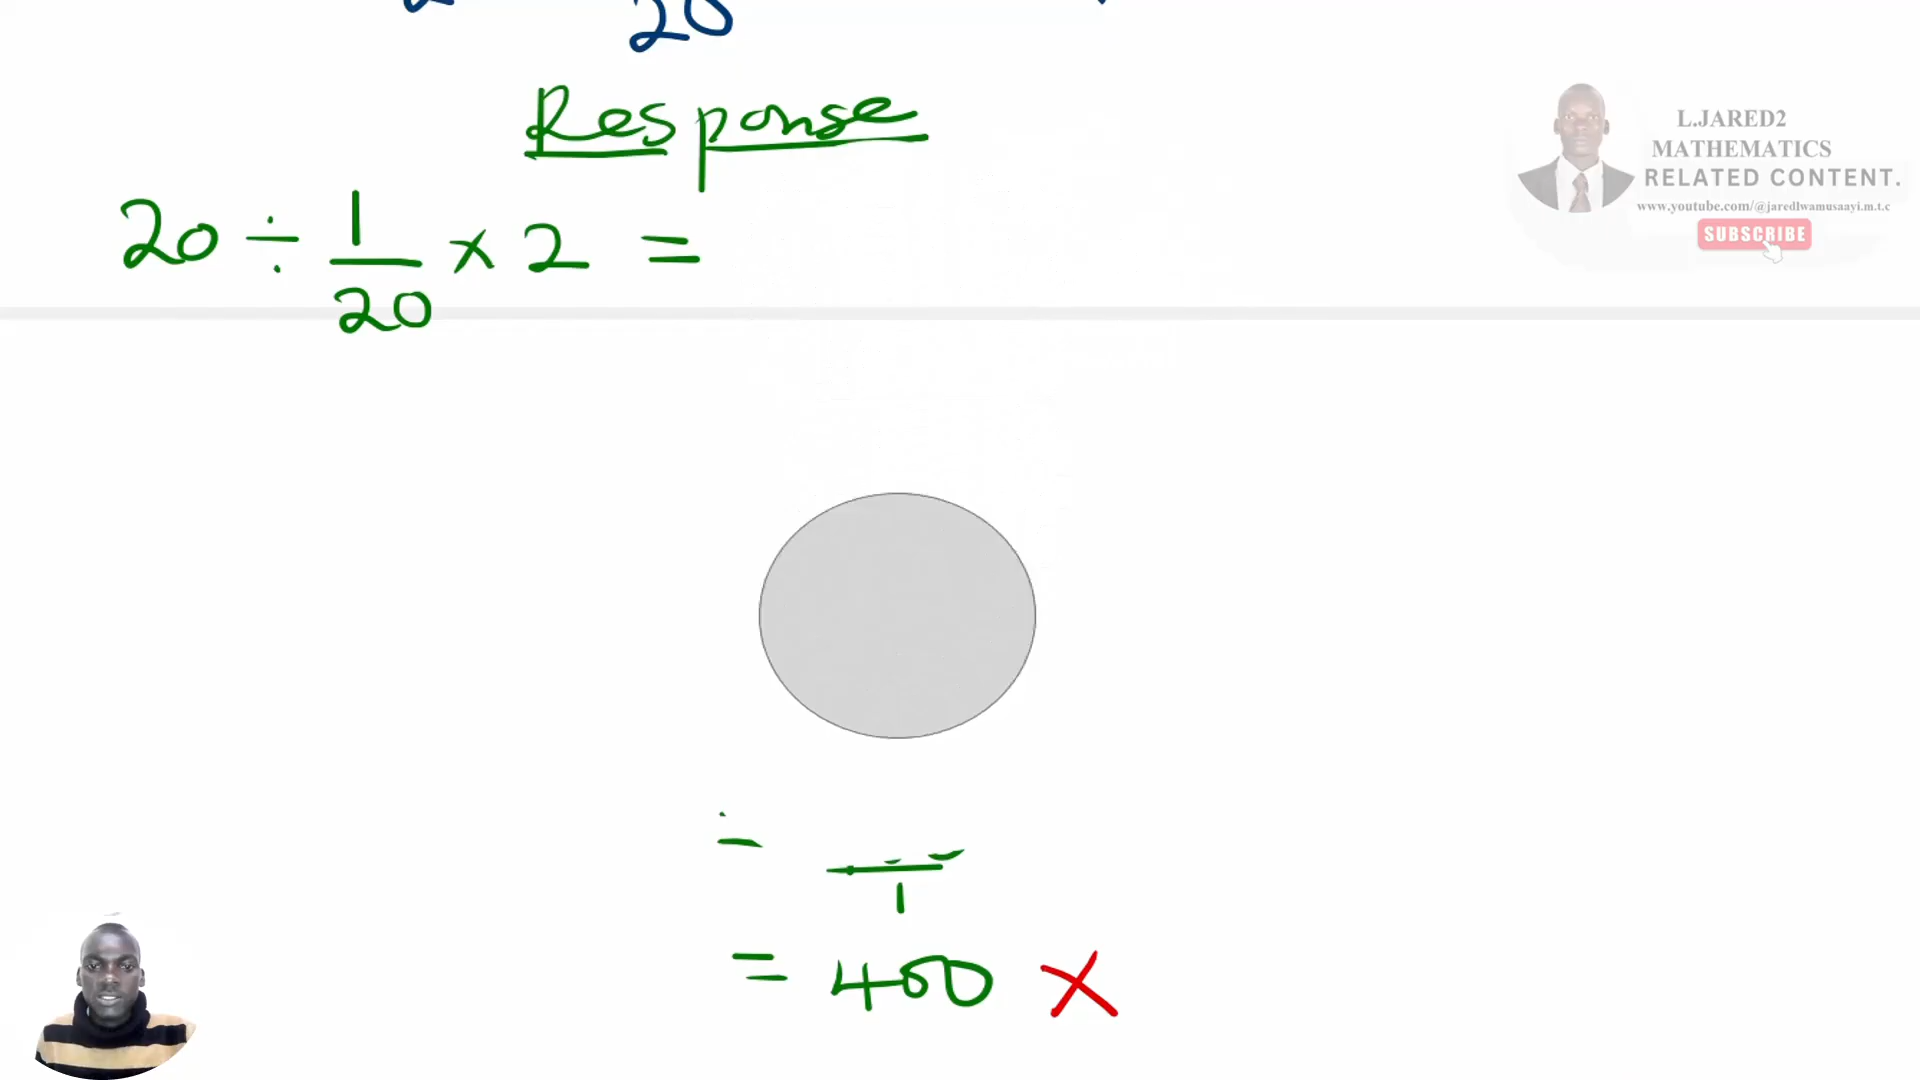 20
Response
20 ÷ 1/20 × 2 =
=
1
= 400 ×
L.JARED2
MATHEMATICS
RELATED CONTENT.
www.youtube.com/@jaredlwamusaayi.m.t.c
SUBSCRIBE